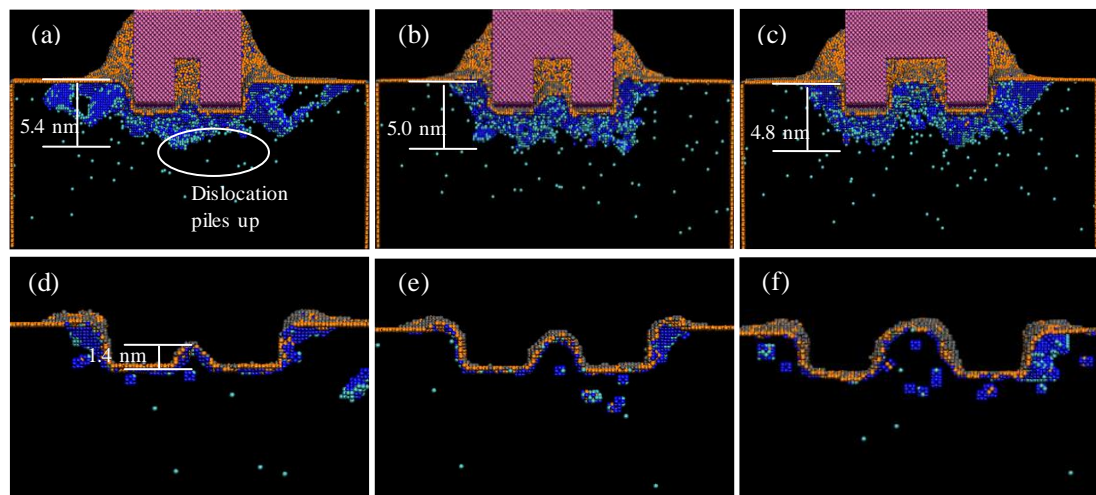 (a)
5.4 nm
Dislocation
piles up
(b)
5.0 nm
(c)
4.8 nm
(d)
1.4 nm
(e)
(f)